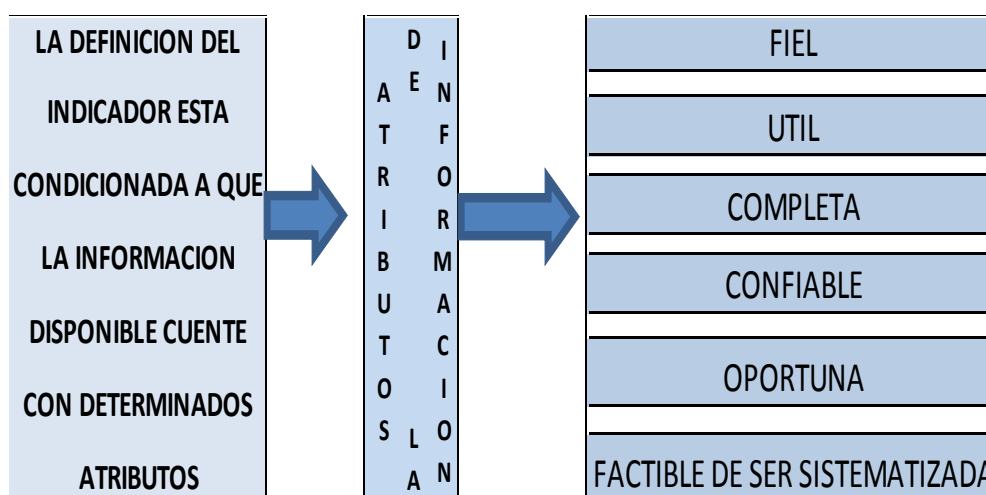 LA DEFINICION DEL
INDICADOR ESTA
CONDICIONADA A QUE
LA INFORMACION
DISPONIBLE CUENTE
CON DETERMINADOS
ATRIBUTOS
ATRIBUTOS
DE LA
INFORMACION
FIEL
UTIL
COMPLETA
CONFIABLE
OPORTUNA
FACTIBLE DE SER SISTEMATIZADA